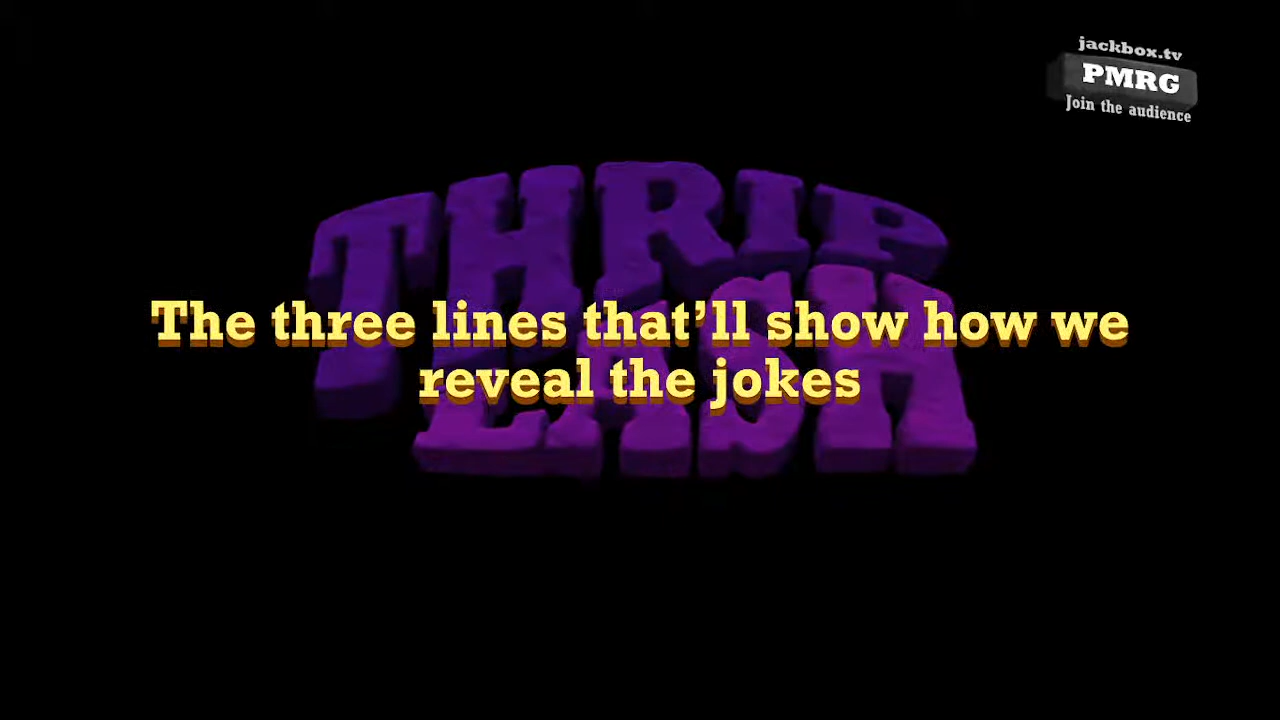 jackbox.tv
PMRG
Join the audience
THRIP
LASH
The three lines that'll show how we
reveal the jokes